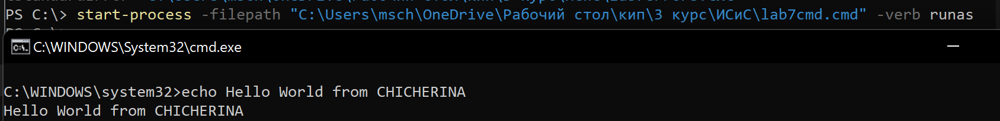 PS C:\> start-process -filepath "C:\Users\msch\OneDrive\Рабочий стол\кип\3 курс\ИСиС\lab7cmd.cmd" -verb runas
C:\WINDOWS\System32\cmd.exe
C:\WINDOWS\system32>echo Hello World from CHICHERINA
Hello World from CHICHERINA